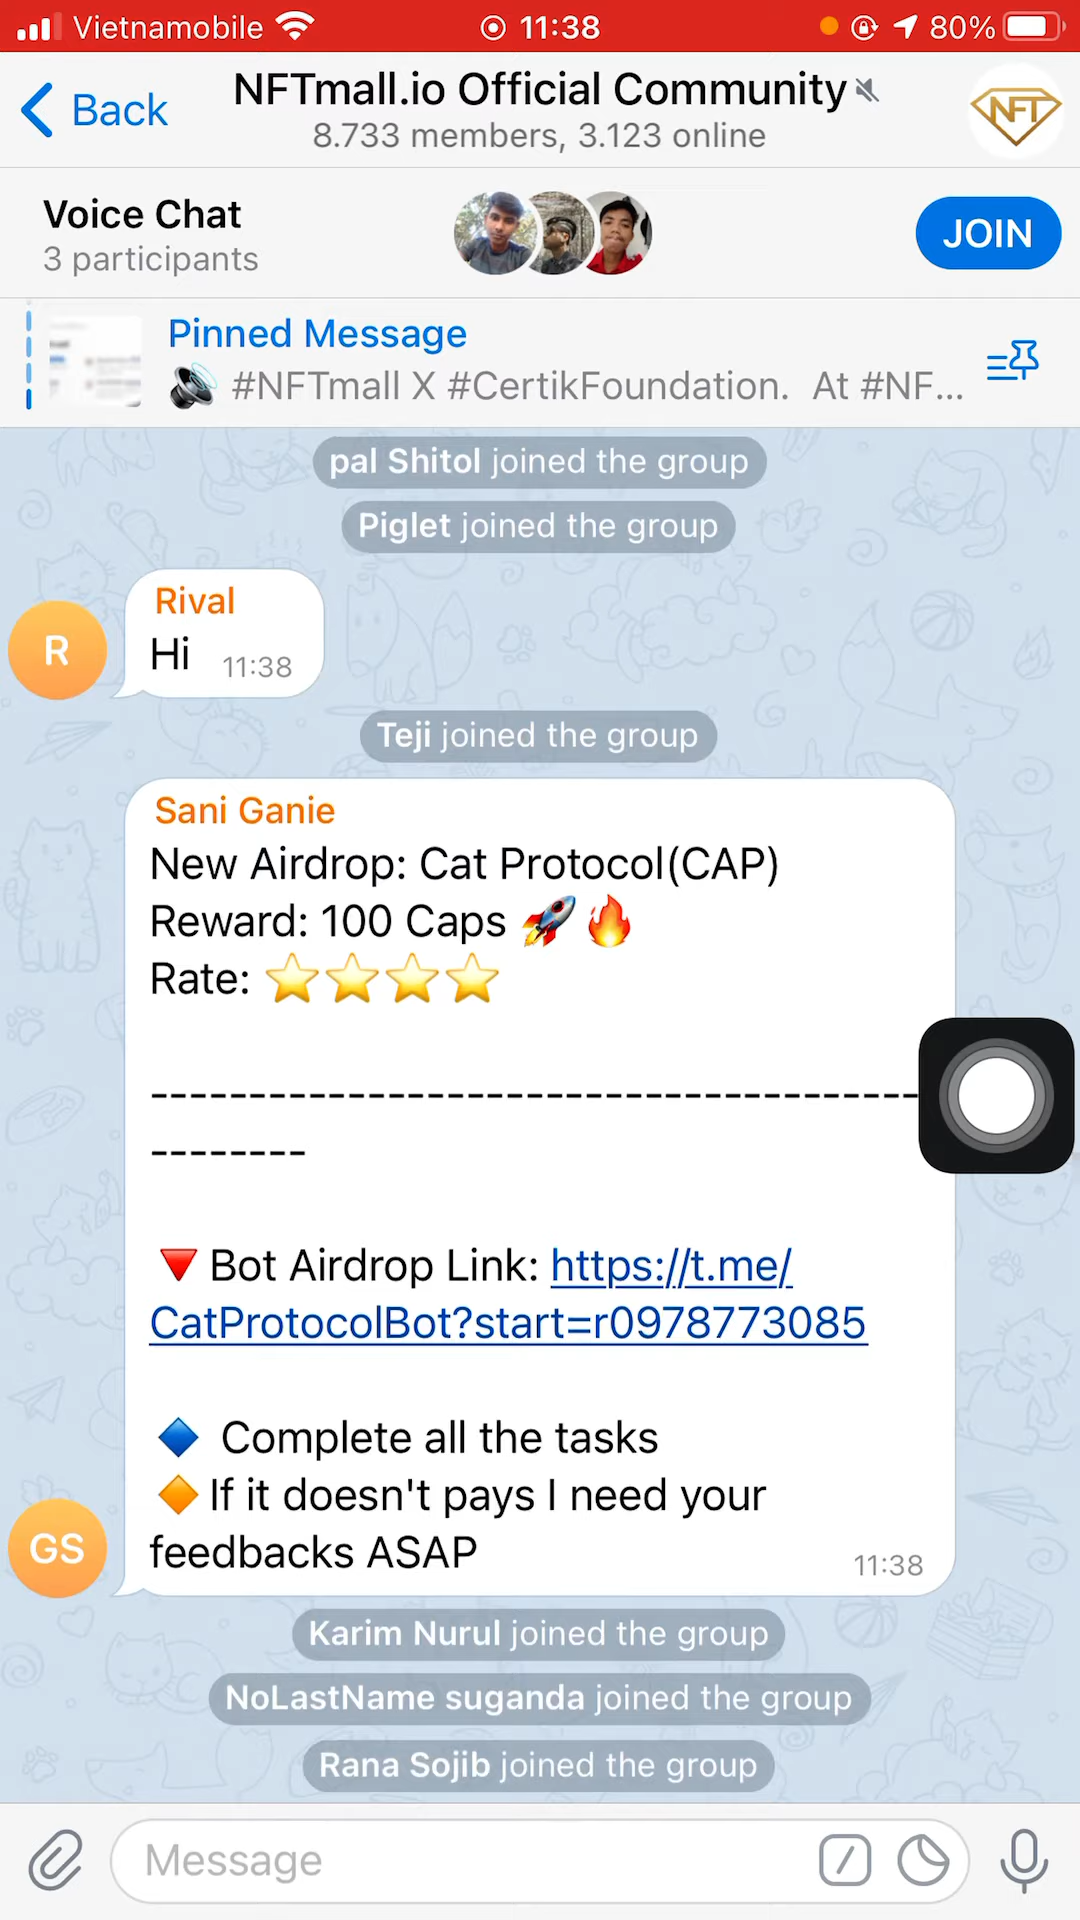 Vietnamobile 11:38 80%
Back
NFTmall.io Official Community
8.733 members, 3.123 online
NFT
Voice Chat
3 participants
JOIN
Pinned Message
🔊 #NFTmall X #CertikFoundation. At #NF...
pal Shitol joined the group
Piglet joined the group
Rival
R
Hi 11:38
Teji joined the group
Sani Ganie
New Airdrop: Cat Protocol(CAP)
Reward: 100 Caps 🚀🔥
Rate: ⭐⭐⭐⭐
---------------------------------------
--------
🔻Bot Airdrop Link: https://t.me/
CatProtocolBot?start=r0978773085
🔷 Complete all the tasks
🔶If it doesn't pays I need your
feedbacks ASAP
GS
11:38
Karim Nurul joined the group
NoLastName suganda joined the group
Rana Sojib joined the group
Message